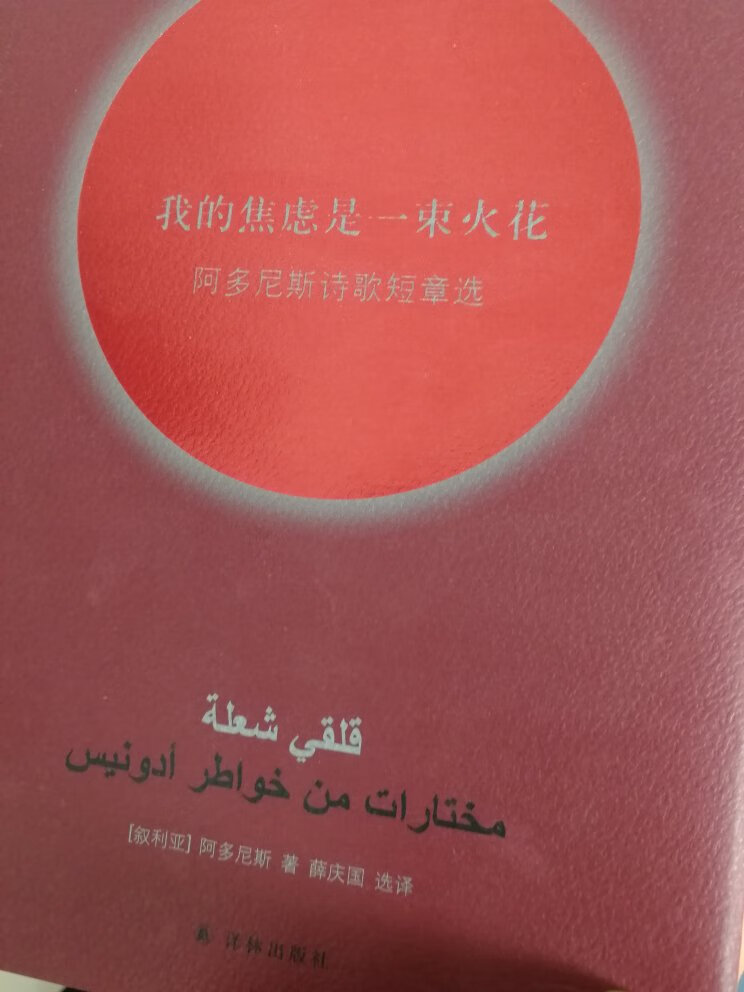 我的焦虑是一束火花
阿多尼斯诗歌短章选
قلقي شعلة
مختارات من خواطر أدونيس
[叙利亚] 阿多尼斯 著 薛庆国 选译
译林出版社